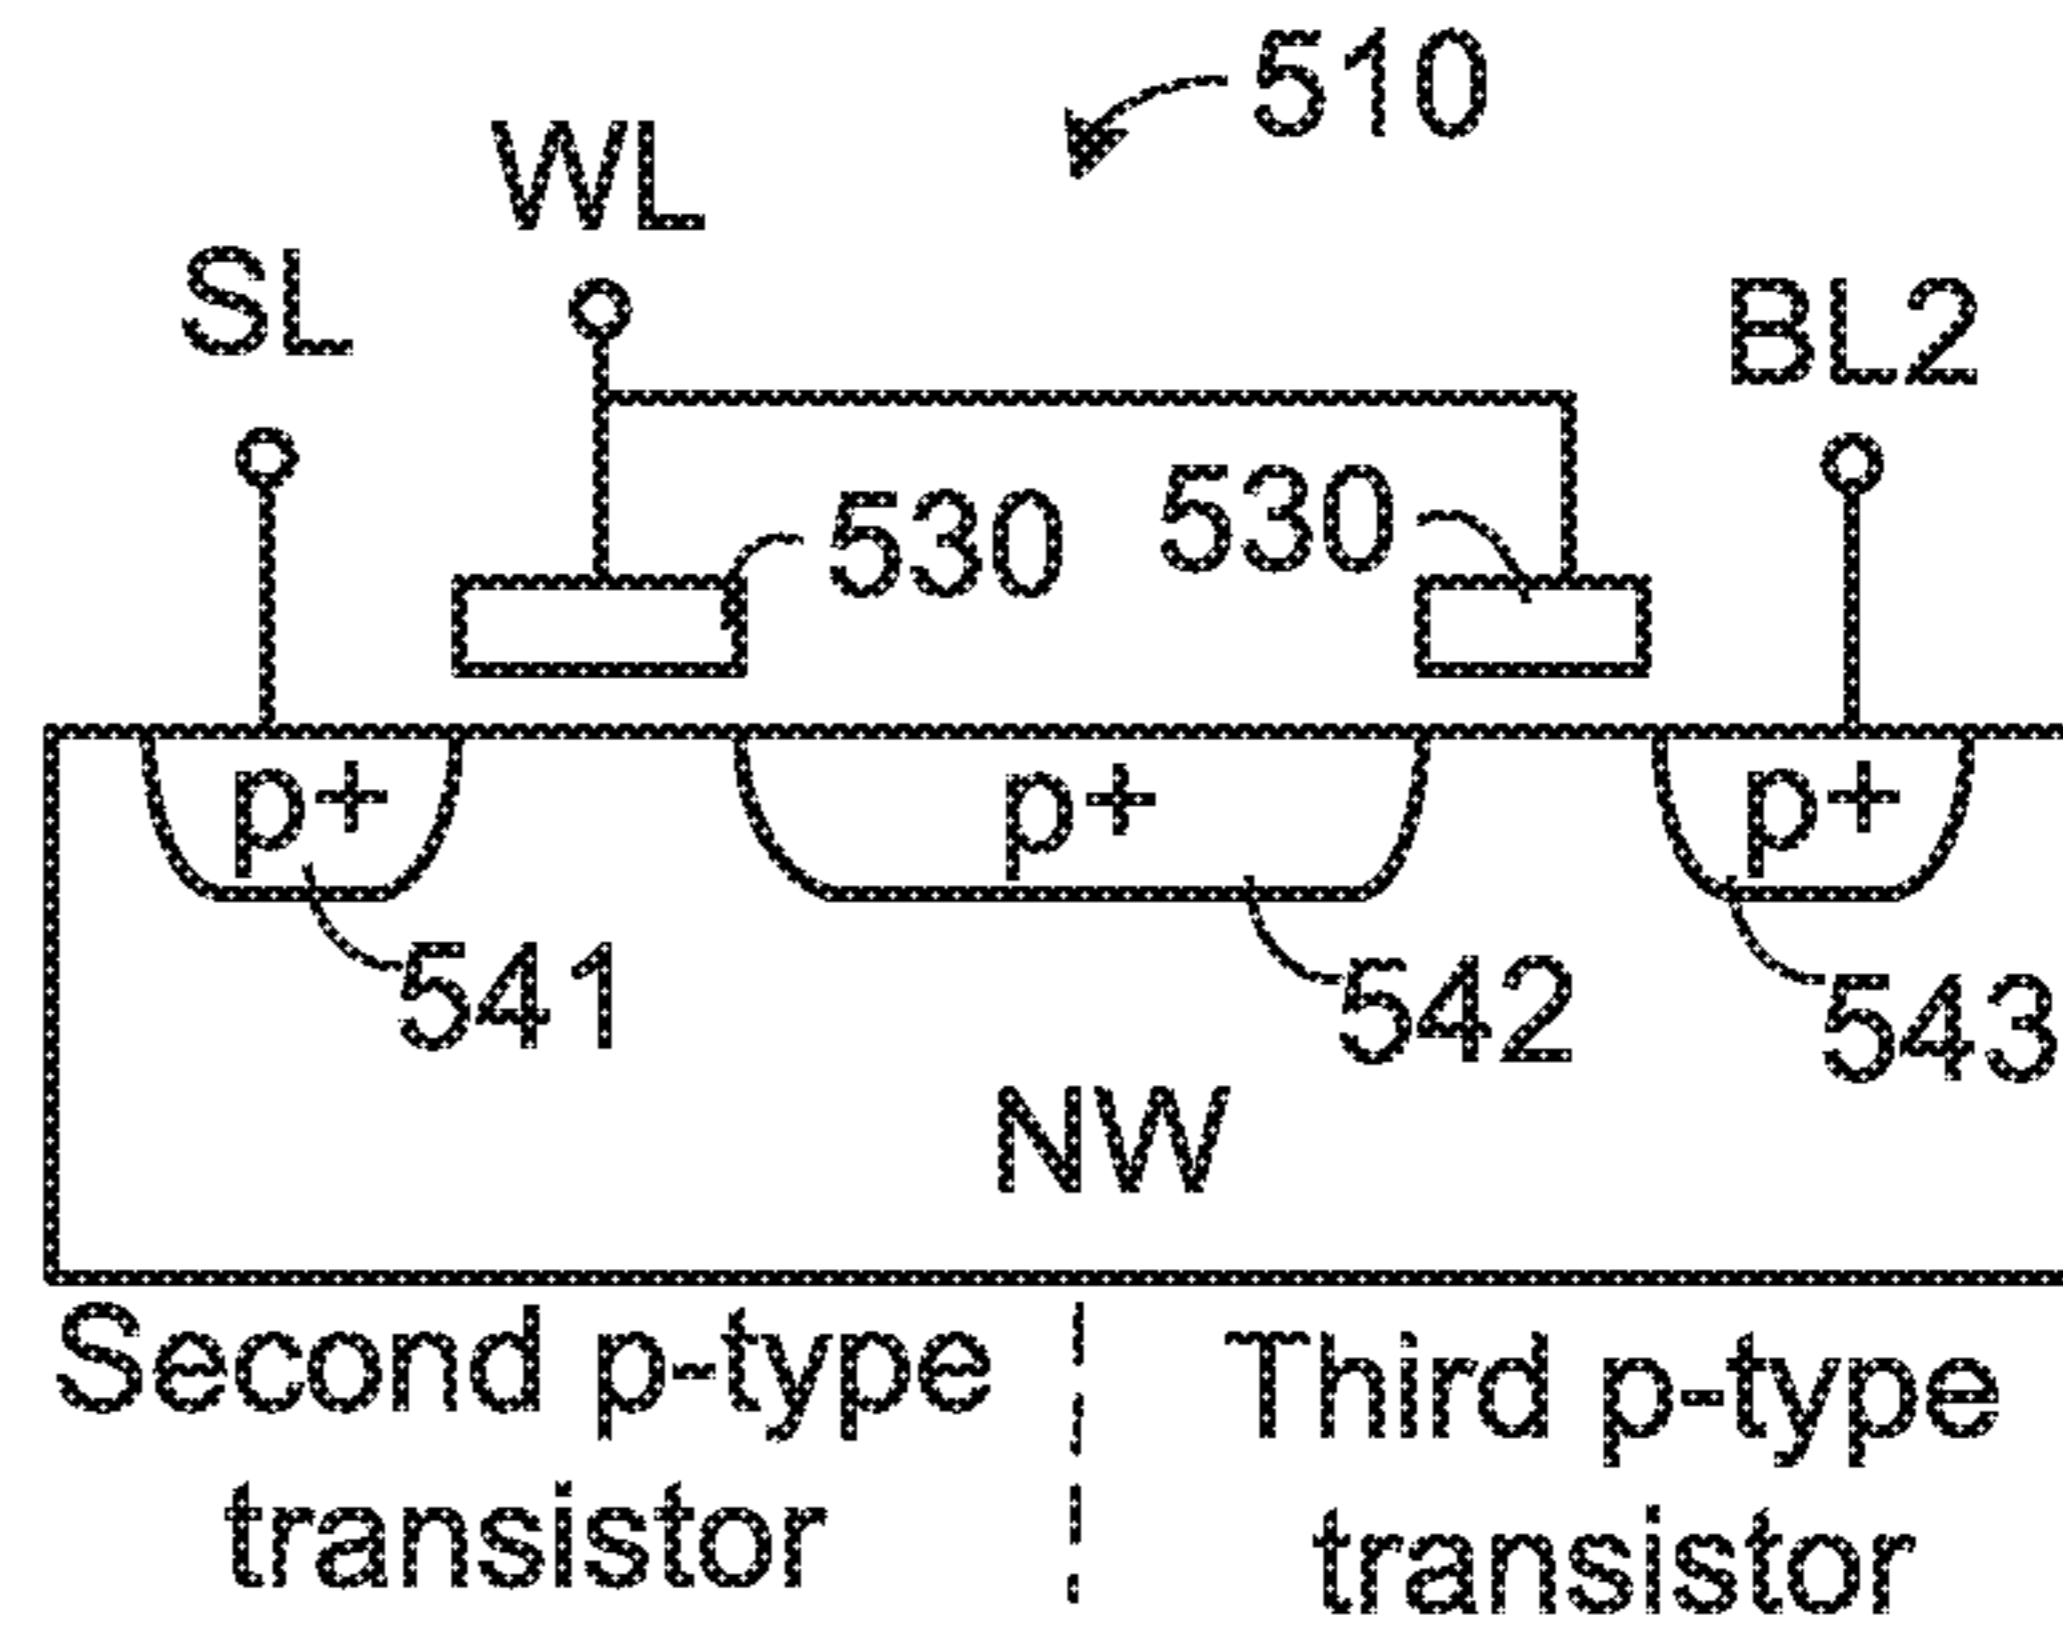 510
WL
SL
BL2
530
530
p+
p+
p+
541
542
543
NW
Second p-type
transistor
Third p-type
transistor